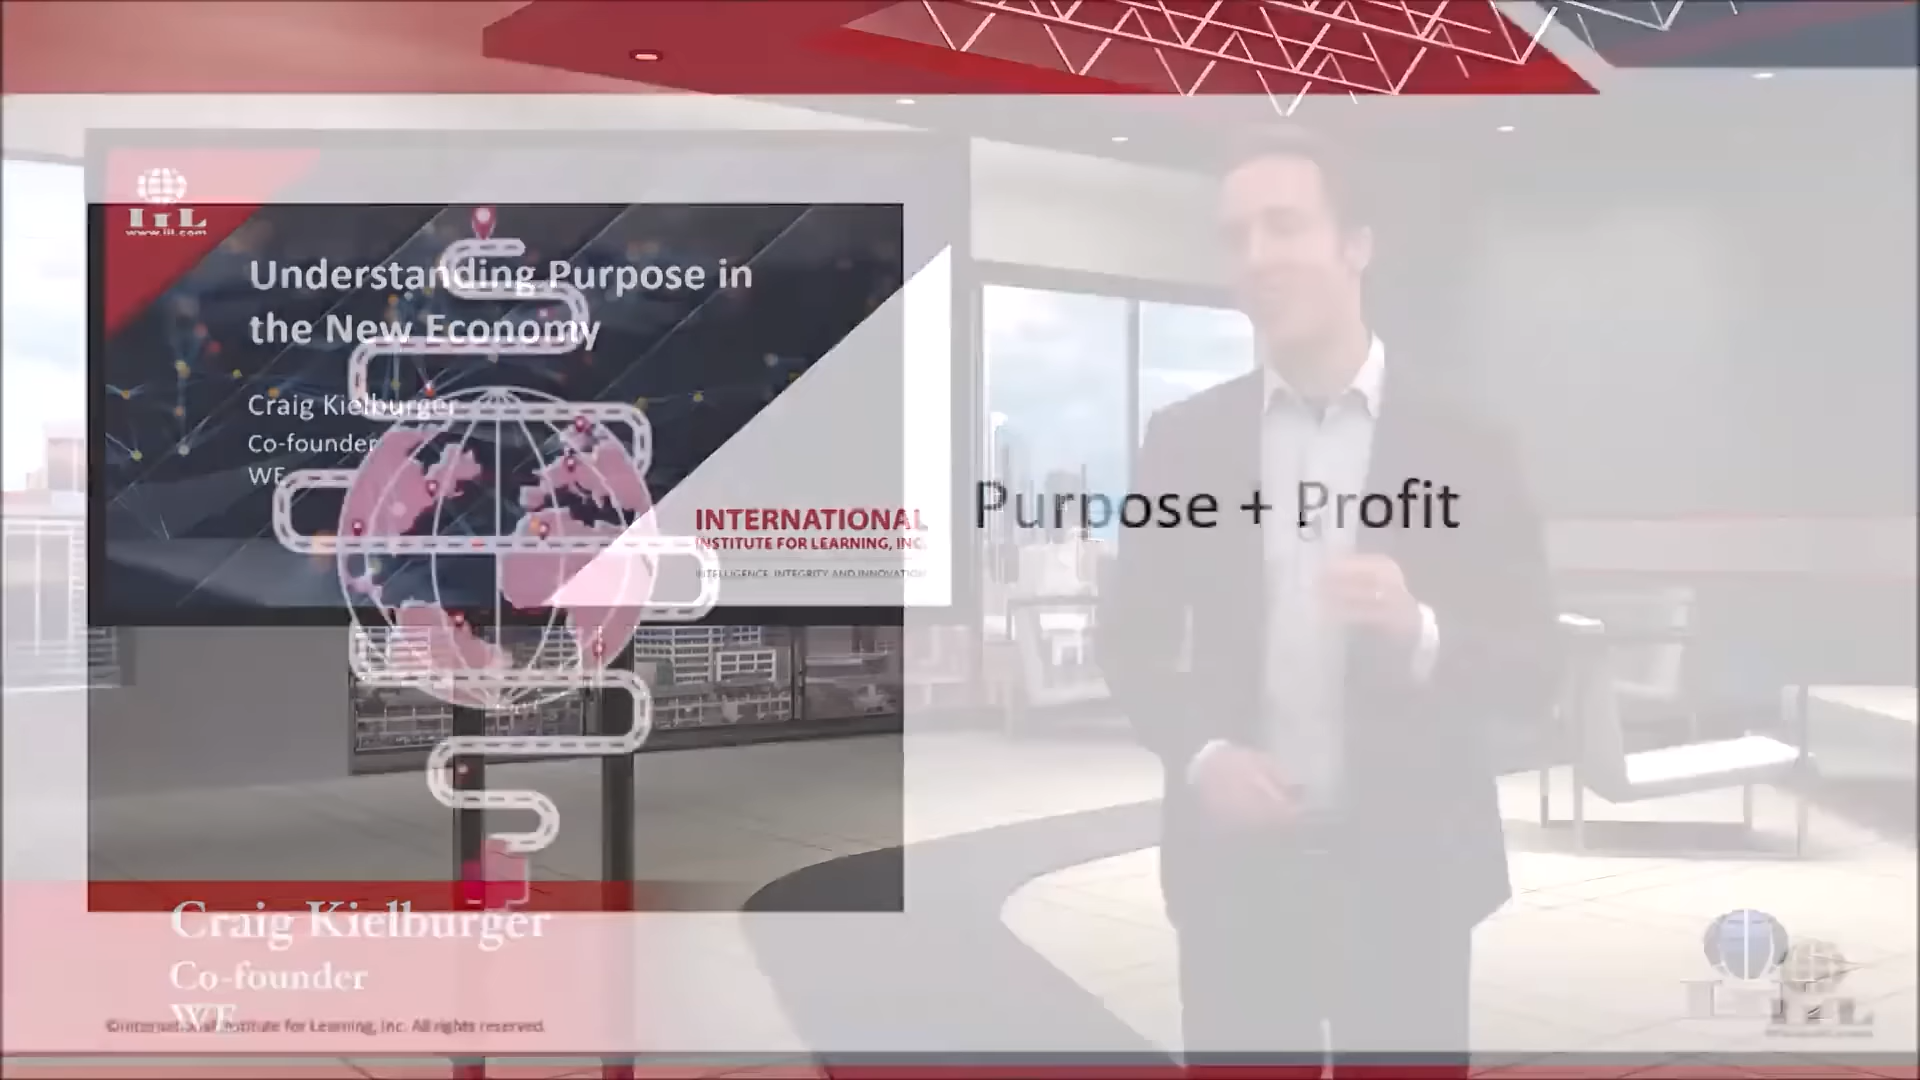 IIL
www.iil.com
Understanding Purpose in
the New Economy
Craig Kielburger
Co-founder
WE
INTERNATIONAL
INSTITUTE FOR LEARNING, INC.
INTELLIGENCE, INTEGRITY AND INNOVATION
Purpose + Profit
Craig Kielburger
Co-founder
WE
©International Institute for Learning, Inc. All rights reserved.
IIL